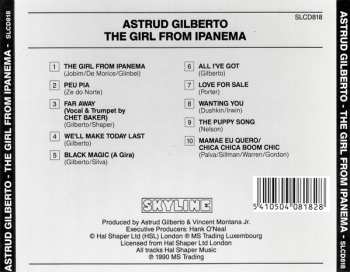 ASTRUD GILBERTO - THE GIRL FROM IPANEMA - SLCD818
ASTRUD GILBERTO
THE GIRL FROM IPANEMA
SLCD818
1 THE GIRL FROM IPANEMA
(Jobim/De Morics/Glinbel)
2 PEU PIA
(Ze do Norte)
3 FAR AWAY
(Vocal & Trumpet by
CHET BAKER)
(Gilberto/Shaper)
4 WE'LL MAKE TODAY LAST
(Gilberto)
5 BLACK MAGIC (A Gira)
(Gilberto/Silva)
6 ALL I'VE GOT
(Gilberto)
7 LOVE FOR SALE
(Porter)
8 WANTING YOU
(Dushkin/Irwin)
9 THE PUPPY SONG
(Nelson)
10 MAMAE EU QUERO/
CHICA CHICA BOOM CHIC
(Paiva/Sillman/Warren/Gordon)
SKYLINE
Produced by Astrud Gilberto & Vincent Montana Jr.
Executive Producers: Hank O'Neal
© Hal Shaper Ltd (HSL) London ℗ MS Trading Luxembourg
Licensed from Hal Shaper Ltd London
All tracks Hal Shaper Ltd
℗ 1990 MS Trading
5 410504 081828
ASTRUD GILBERTO - THE GIRL FROM IPANEMA - SLCD818